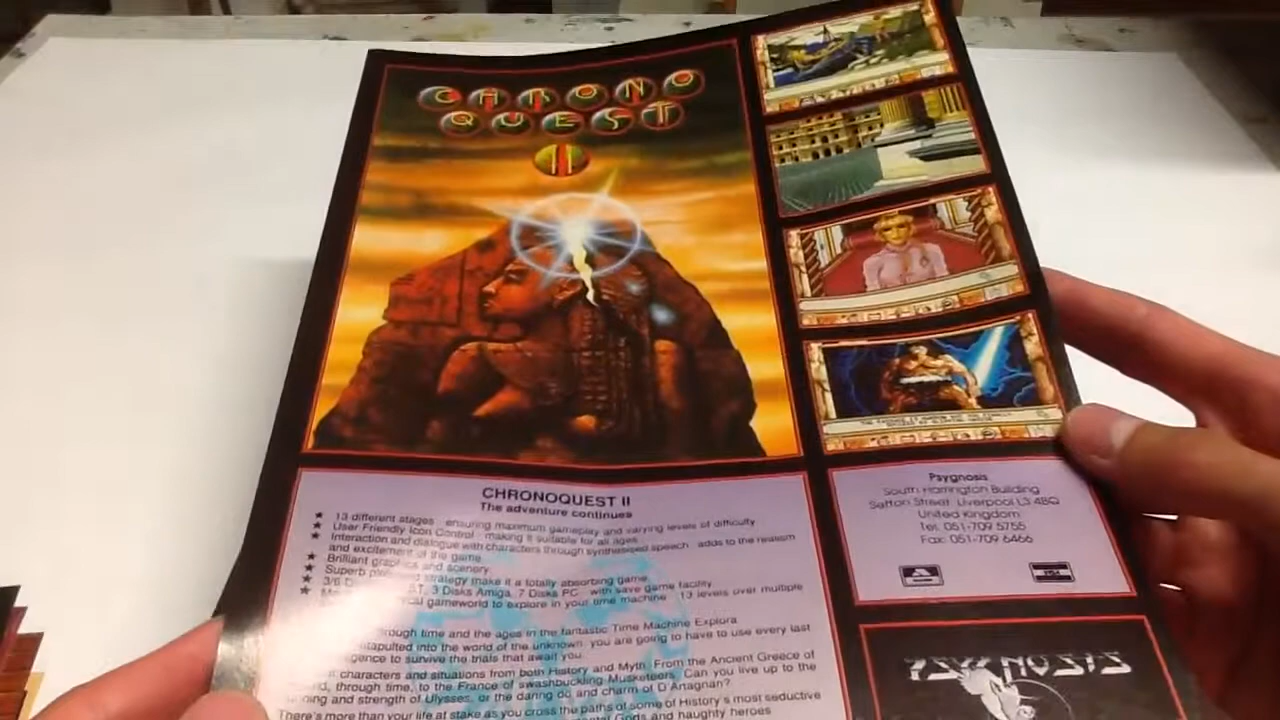 CHRONO
QUEST
II
CHRONOQUEST II
The adventure continues
★ 13 different stages ensuring maximum gameplay and varying levels of difficulty
★ User Friendly Icon Control making it suitable for all ages
★ Interaction and dialogue with characters through synthesised speech adds to the realism
and excitement of the game
★ Brilliant graphics and scenery
★ Superb strategy make it a totally absorbing game
★ 3/6 3 Disks Amiga, 7 Disks PC with save game facility
★ gameworld to explore in your time machine 13 levels over multiple
through time and the ages in the fantastic Time Machine Explora
catapulted into the world of the unknown you are going to have to use every last
to survive the trials that await you
characters and situations from both History and Myth. From the Ancient Greece of
through time, to the France of swashbuckling Musketeers. Can you live up to the
and strength of Ulysses, or the daring do and charm of D'Artagnan?
There's more than your life at stake as you cross the paths of some of History's most seductive
Gods and naughty heroes
Psygnosis
South Harrington Building
Sefton Street, Liverpool L3 4BQ
United Kingdom
Tel: 051-709 5755
Fax: 051-709 6466
PSYGNOSIS